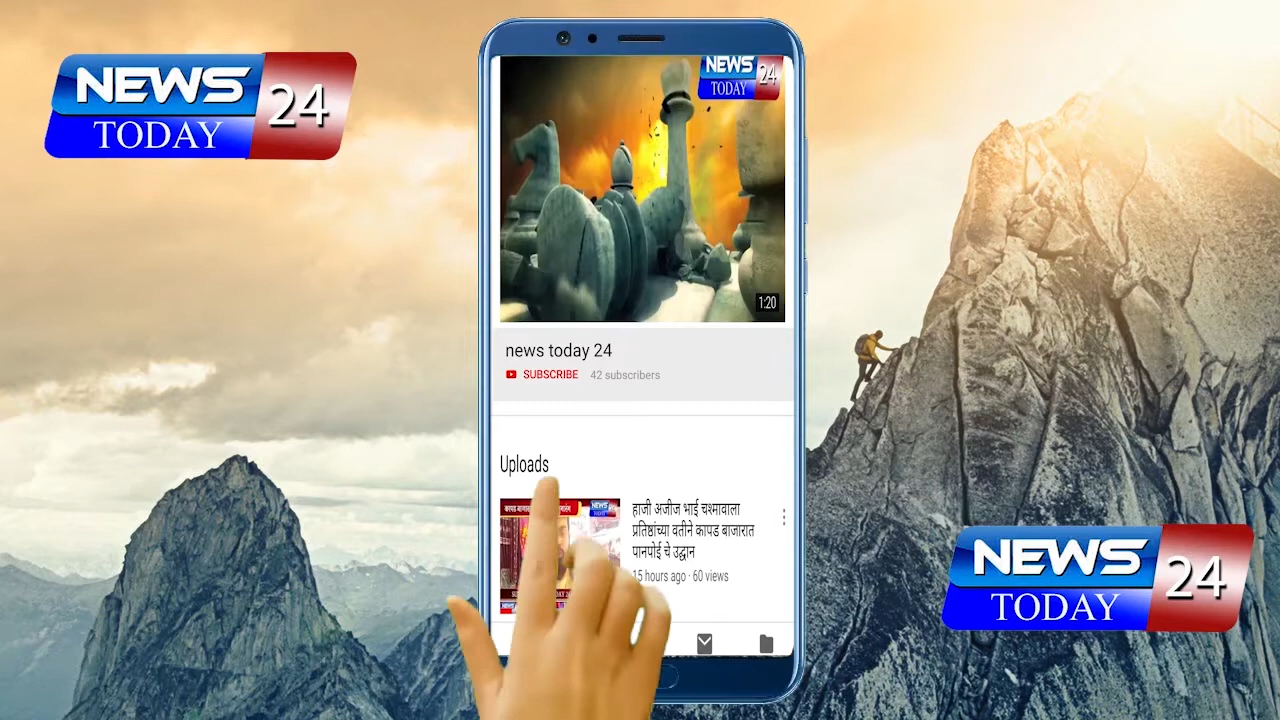 NEWS
TODAY
24
NEWS
TODAY
24
1:20
news today 24
SUBSCRIBE 42 subscribers
Uploads
हाजी अजीज भाई चश्मावाला
प्रतिष्ठांच्या वतीने कापड बाजारात
पानपोई चे उद्घान
15 hours ago · 60 views
NEWS
TODAY
24